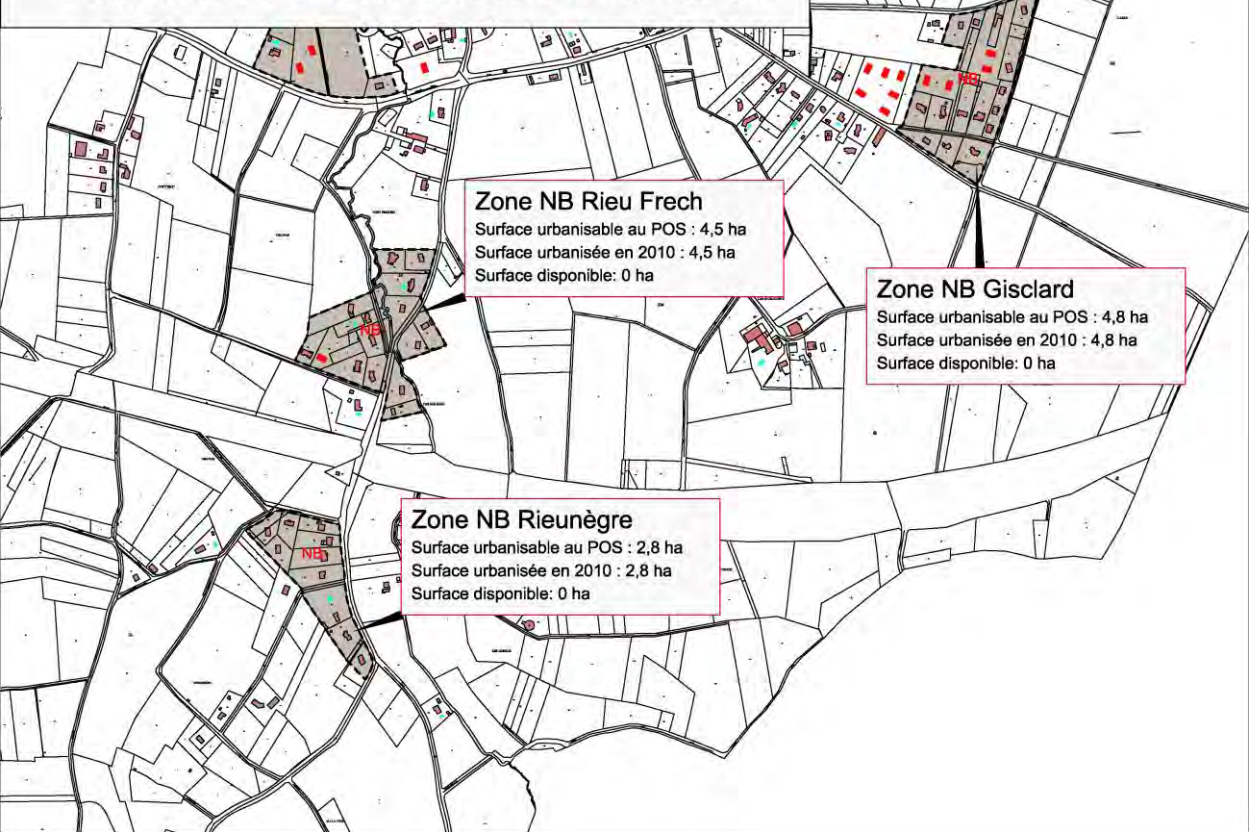 NB
Zone NB Rieu Frech
Surface urbanisable au POS : 4,5 ha
Surface urbanisée en 2010 : 4,5 ha
Surface disponible: 0 ha
Zone NB Gisclard
Surface urbanisable au POS : 4,8 ha
Surface urbanisée en 2010 : 4,8 ha
Surface disponible: 0 ha
NB
Zone NB Rieunègre
Surface urbanisable au POS : 2,8 ha
Surface urbanisée en 2010 : 2,8 ha
Surface disponible: 0 ha
NB